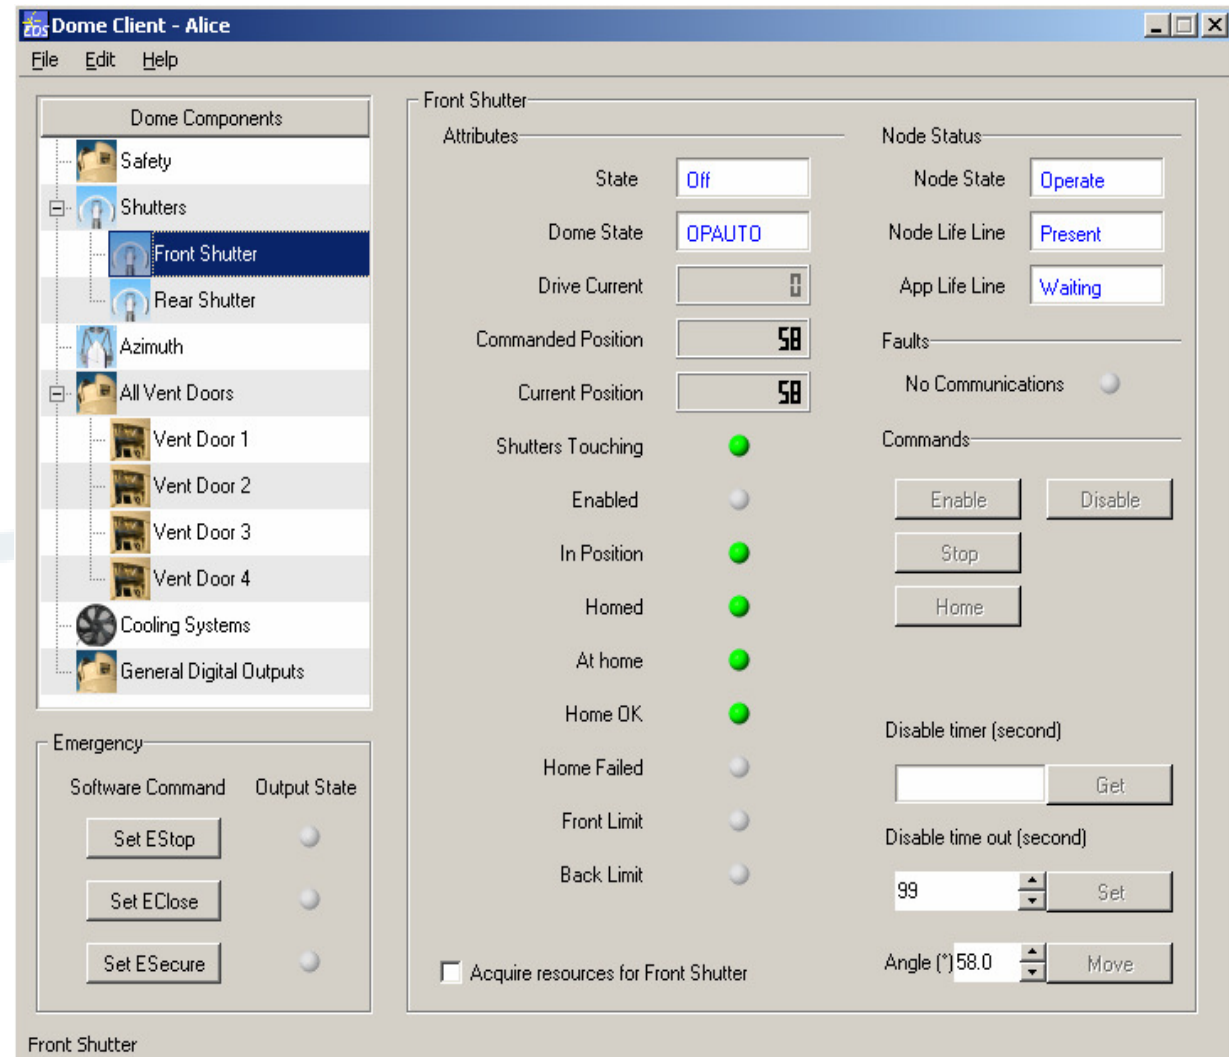 EOS Dome Client - Alice
File Edit Help
Dome Components
Safety
Shutters
Front Shutter
Rear Shutter
Azimuth
All Vent Doors
Vent Door 1
Vent Door 2
Vent Door 3
Vent Door 4
Cooling Systems
General Digital Outputs
Emergency
Software Command Output State
Set EStop
Set EClose
Set ESecure
Front Shutter
Attributes
State Off
Dome State OPAUTO
Drive Current 0
Commanded Position 58
Current Position 58
Shutters Touching
Enabled
In Position
Homed
At home
Home OK
Home Failed
Front Limit
Back Limit
Acquire resources for Front Shutter
Node Status
Node State Operate
Node Life Line Present
App Life Line Waiting
Faults
No Communications
Commands
Enable Disable
Stop
Home
Disable timer (second)
Get
Disable time out (second)
99 Set
Angle (°) 58.0 Move
Front Shutter